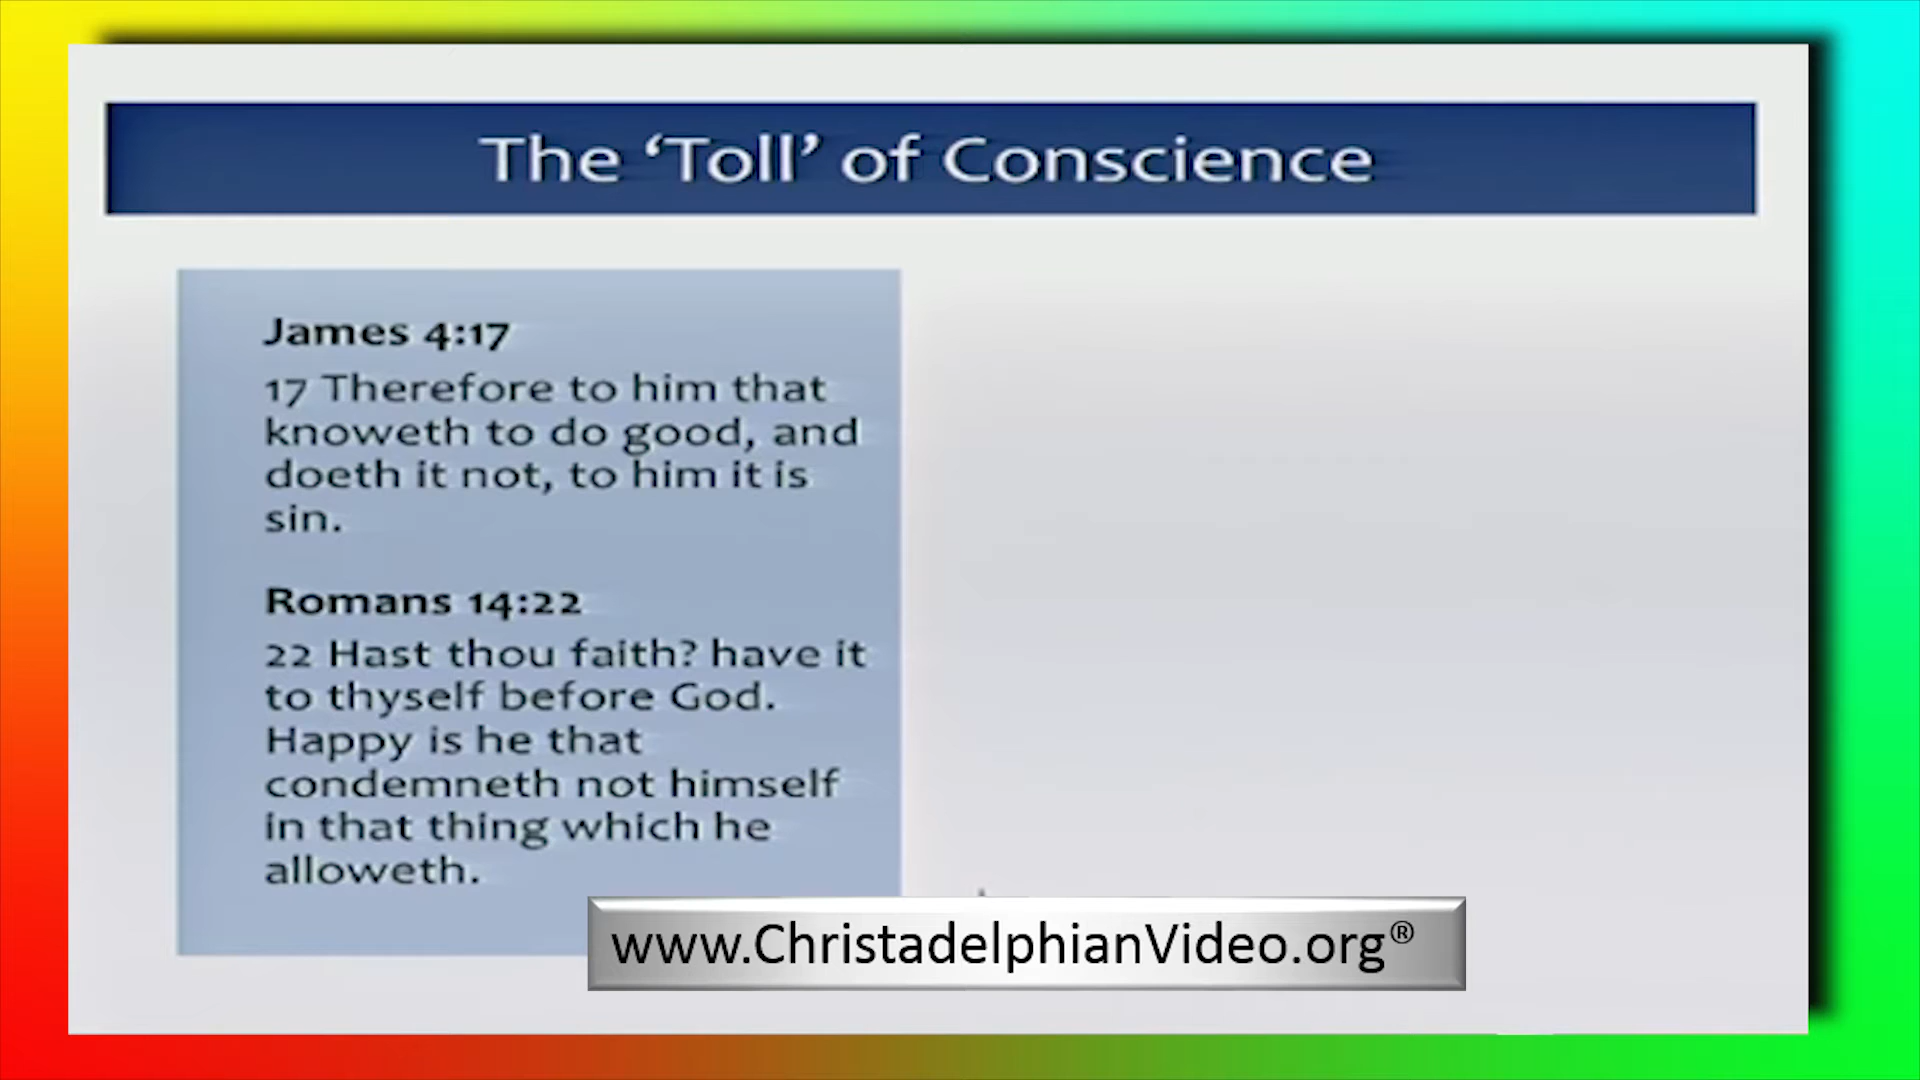 The ‘Toll’ of Conscience
James 4:17
17 Therefore to him that
knoweth to do good, and
doeth it not, to him it is
sin.
Romans 14:22
22 Hast thou faith? have it
to thyself before God.
Happy is he that
condemneth not himself
in that thing which he
alloweth.
www.ChristadelphianVideo.org®